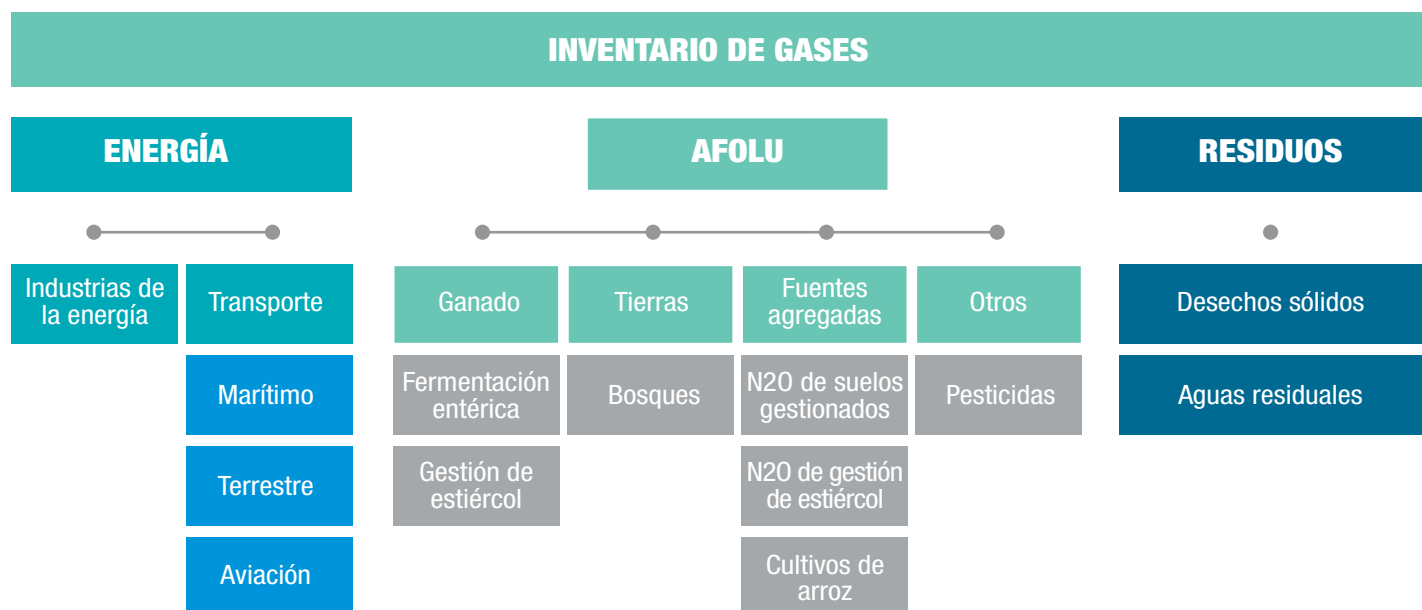 INVENTARIO DE GASES
ENERGÍA
AFOLU
RESIDUOS
Industrias de
la energía
Transporte
Ganado
Tierras
Fuentes
agregadas
Otros
Desechos sólidos
Marítimo
Fermentación
entérica
Bosques
N2O de suelos
gestionados
Pesticidas
Aguas residuales
Terrestre
Gestión de
estiércol
N2O de gestión
de estiércol
Aviación
Cultivos de
arroz